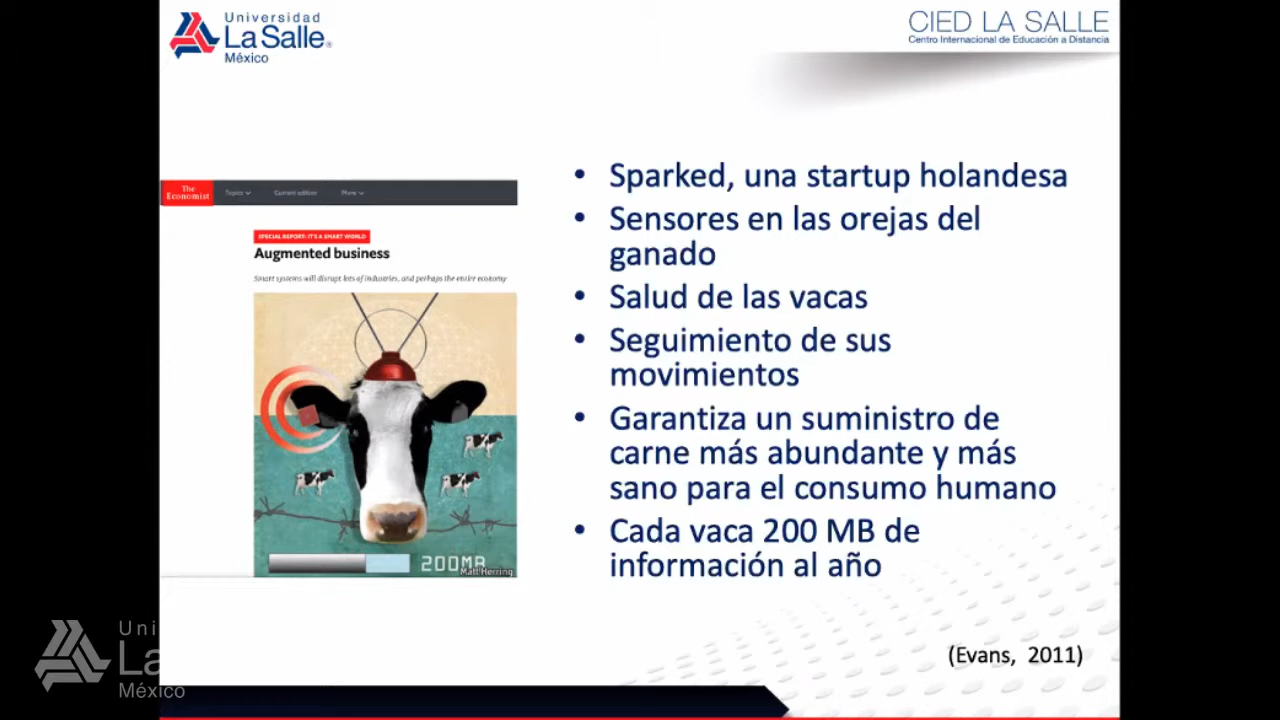 Universidad
La Salle®
México
CIED LA SALLE
Centro Internacional de Educación a Distancia
The
Economist
Topics
Current edition
More
SPECIAL REPORT: IT'S A SMART WORLD
Augmented business
Smart systems will disrupt lots of industries, and perhaps the entire economy
200MB
Matt Herring
• Sparked, una startup holandesa
• Sensores en las orejas del
ganado
• Salud de las vacas
• Seguimiento de sus
movimientos
• Garantiza un suministro de
carne más abundante y más
sano para el consumo humano
• Cada vaca 200 MB de
información al año
(Evans, 2011)
Uni
La
México